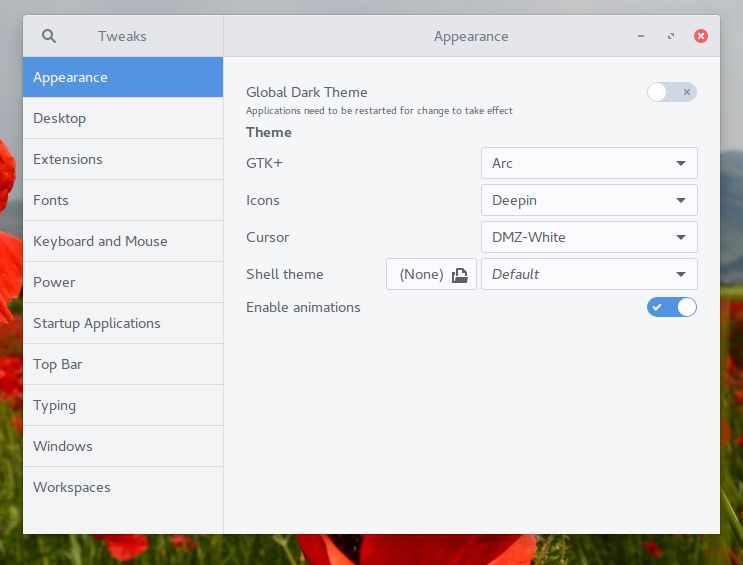 Tweaks
Appearance
Appearance
Desktop
Extensions
Fonts
Keyboard and Mouse
Power
Startup Applications
Top Bar
Typing
Windows
Workspaces
Global Dark Theme
Applications need to be restarted for change to take effect
Theme
GTK+ Arc
Icons Deepin
Cursor DMZ-White
Shell theme (None) Default
Enable animations